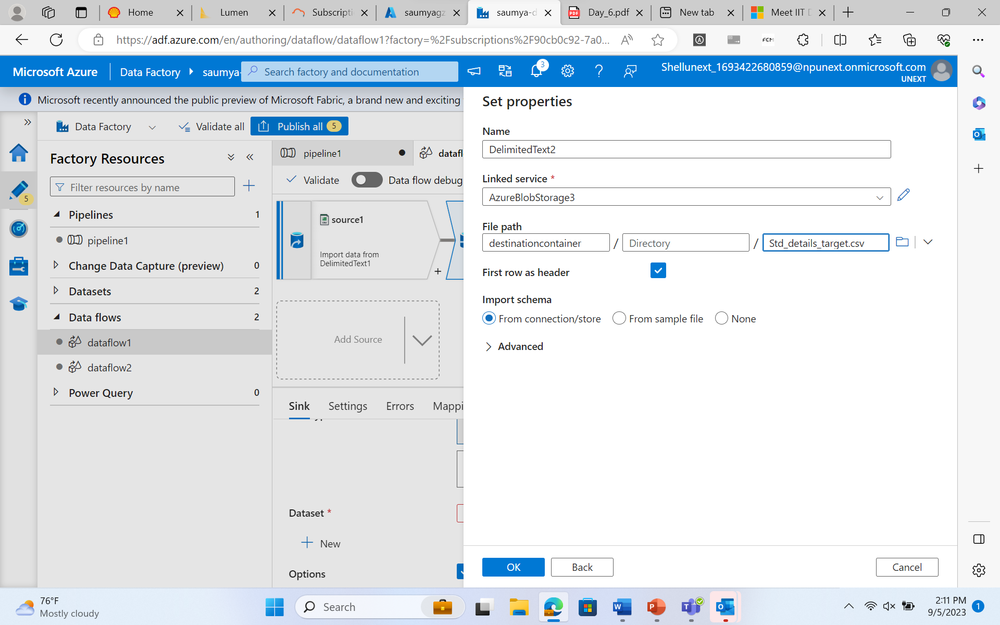 Home
Lumen
Subscripti
saumyagz
saumya-d
Day_6.pdf
New tab
Meet IIT D
https://adf.azure.com/en/authoring/dataflow/dataflow1?factory=%2Fsubscriptions%2F90cb0c92-7a0...
FCM
Microsoft Azure
Data Factory
saumya-
Search factory and documentation
3
Shellunext_1693422680859@npunext.onmicrosoft.com
UNEXT
Microsoft recently announced the public preview of Microsoft Fabric, a brand new and exciting
Data Factory
Validate all
Publish all
5
Factory Resources
Filter resources by name
5
Pipelines 1
pipeline1
Change Data Capture (preview) 0
Datasets 2
Data flows 2
dataflow1
dataflow2
Power Query 0
pipeline1
datafl
Validate
Data flow debug
source1
Import data from
DelimitedText1
+
Add Source
Sink
Settings
Errors
Mappi
Dataset *
New
Options
Set properties
Name
DelimitedText2
Linked service *
AzureBlobStorage3
File path
destinationcontainer / Directory / Std_details_target.csv
First row as header
Import schema
From connection/store
From sample file
None
Advanced
OK
Back
Cancel
76°F
Mostly cloudy
Search
2:11 PM
9/5/2023
1